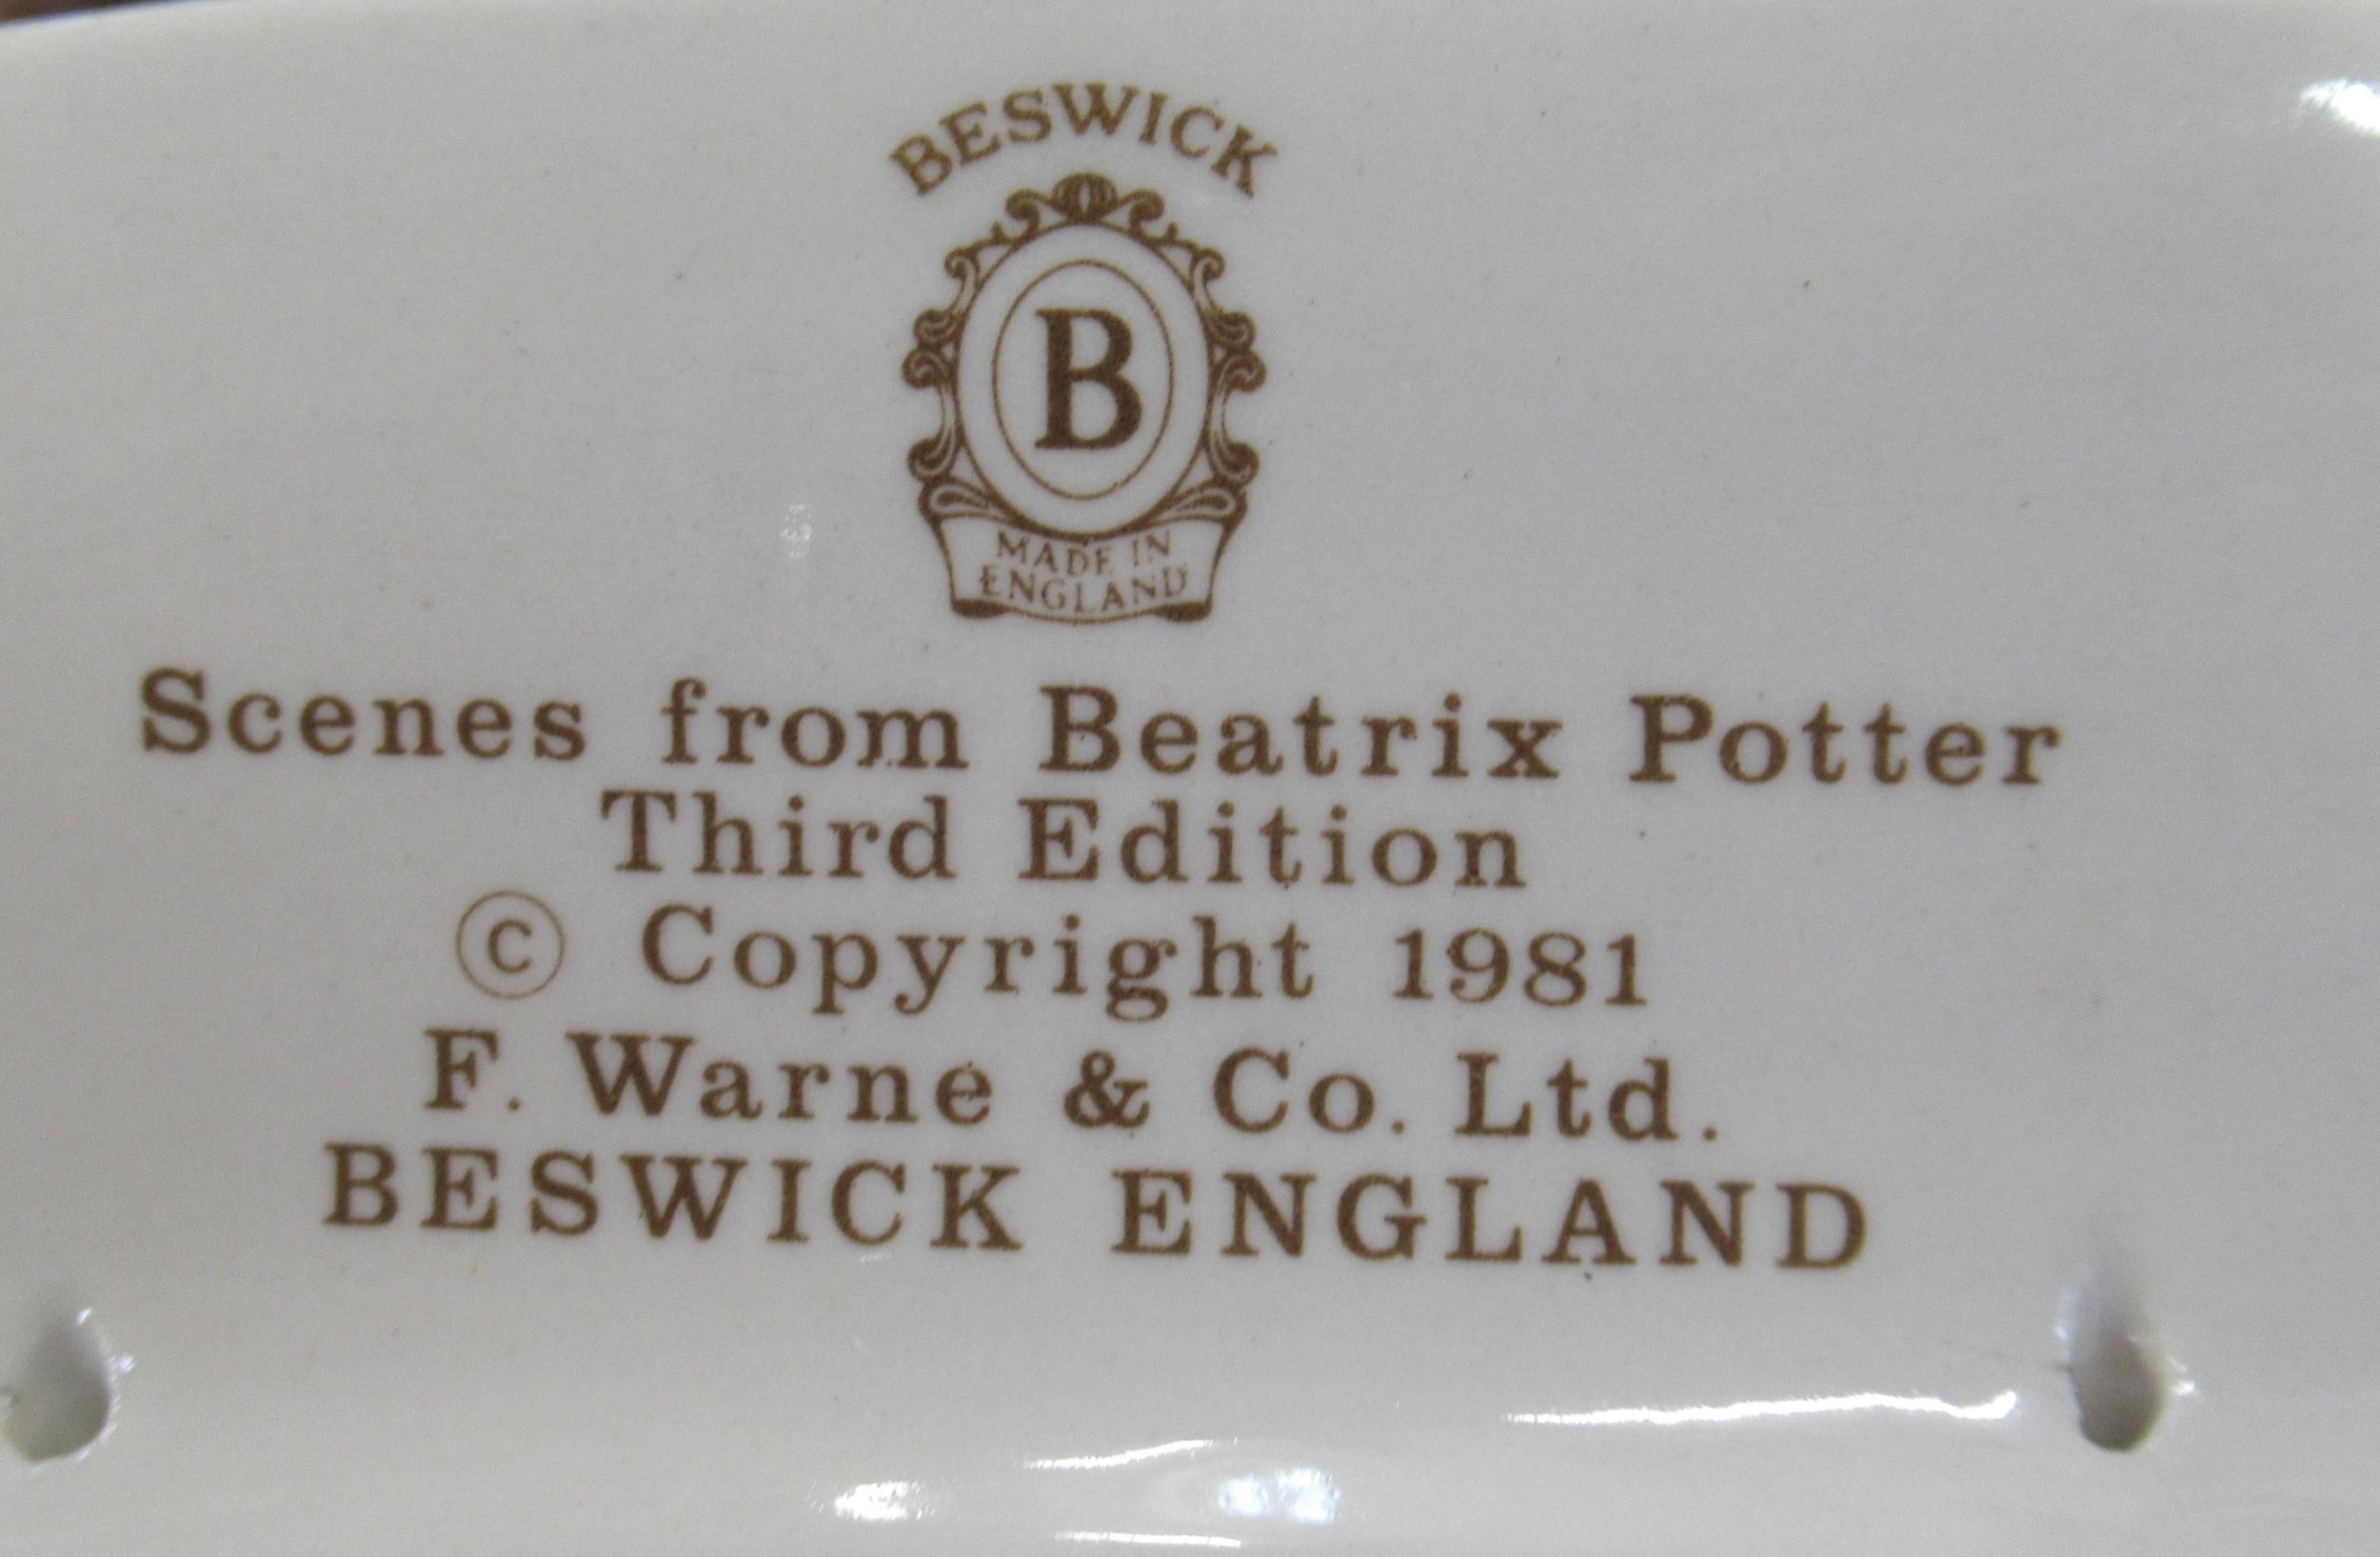 BESWICK
B
MADE IN
ENGLAND
Scenes from Beatrix Potter
Third Edition
© Copyright 1981
F. Warne & Co. Ltd.
BESWICK ENGLAND